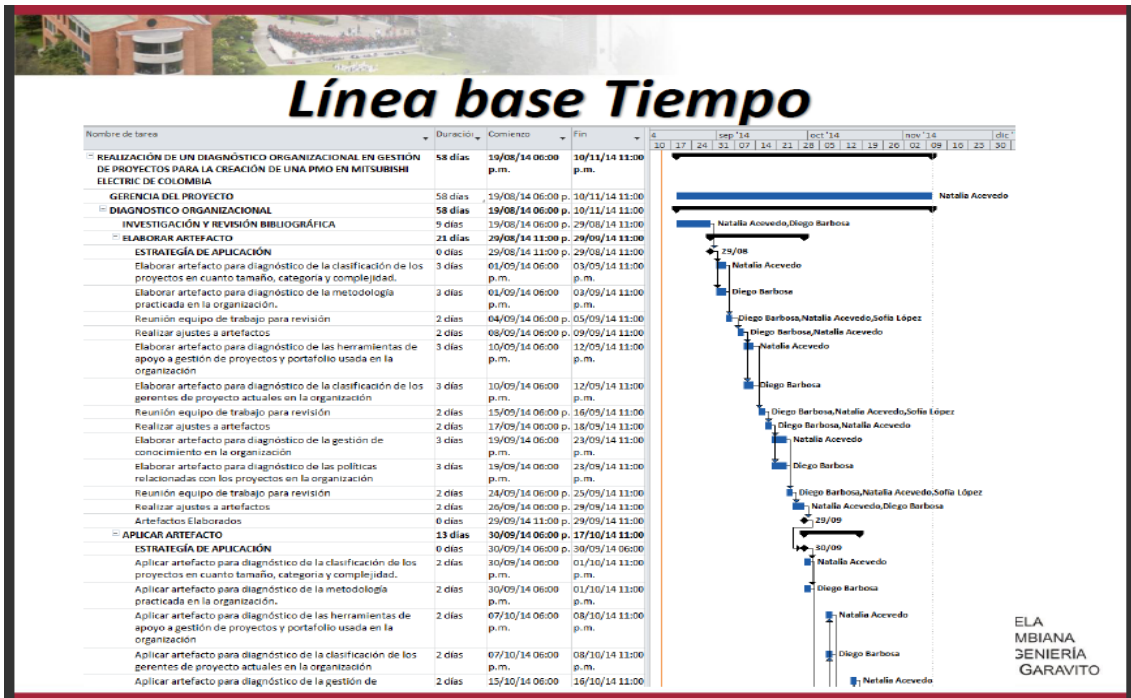 Línea base Tiempo
Nombre de tarea Duración Comienzo Fin
4 sep '14 oct '14 nov '14 dic '
10 17 24 31 07 14 21 28 05 12 19 26 02 09 16 23 30
REALIZACIÓN DE UN DIAGNÓSTICO ORGANIZACIONAL EN GESTIÓN 58 días 19/08/14 06:00 10/11/14 11:00
DE PROYECTOS PARA LA CREACIÓN DE UNA PMO EN MITSUBISHI p.m. p.m.
ELECTRIC DE COLOMBIA
GERENCIA DEL PROYECTO 58 días 19/08/14 06:00 p. 10/11/14 11:00 Natalia Acevedo
DIAGNOSTICO ORGANIZACIONAL 58 días 19/08/14 06:00 p. 10/11/14 11:00
INVESTIGACIÓN Y REVISIÓN BIBLIOGRÁFICA 9 días 19/08/14 06:00 p. 29/08/14 11:00 Natalia Acevedo,Diego Barbosa
ELABORAR ARTEFACTO 21 días 29/08/14 11:00 p. 29/09/14 11:00
ESTRATEGÍA DE APLICACIÓN 0 días 29/08/14 11:00 p. 29/08/14 11:00 29/08
Elaborar artefacto para diagnóstico de la clasificación de los 3 días 01/09/14 06:00 03/09/14 11:00 Natalia Acevedo
proyectos en cuanto tamaño, categoria y complejidad. p.m. p.m.
Elaborar artefacto para diagnóstico de la metodología 3 días 01/09/14 06:00 03/09/14 11:00 Diego Barbosa
practicada en la organización. p.m. p.m.
Reunión equipo de trabajo para revisión 2 días 04/09/14 06:00 p. 05/09/14 11:00 Diego Barbosa,Natalia Acevedo,Sofía López
Realizar ajustes a artefactos 2 días 08/09/14 06:00 p. 09/09/14 11:00 Diego Barbosa,Natalia Acevedo
Elaborar artefacto para diagnóstico de las herramientas de 3 días 10/09/14 06:00 12/09/14 11:00 Natalia Acevedo
apoyo a gestión de proyectos y portafolio usada en la p.m. p.m.
organización
Elaborar artefacto para diagnóstico de la clasificación de los 3 días 10/09/14 06:00 12/09/14 11:00 Diego Barbosa
gerentes de proyecto actuales en la organización p.m. p.m.
Reunión equipo de trabajo para revisión 2 días 15/09/14 06:00 p. 16/09/14 11:00 Diego Barbosa,Natalia Acevedo,Sofía López
Realizar ajustes a artefactos 2 días 17/09/14 06:00 p. 18/09/14 11:00 Diego Barbosa,Natalia Acevedo
Elaborar artefacto para diagnóstico de la gestión de 3 días 19/09/14 06:00 23/09/14 11:00 Natalia Acevedo
conocimiento en la organización p.m. p.m.
Elaborar artefacto para diagnóstico de las políticas 3 días 19/09/14 06:00 23/09/14 11:00 Diego Barbosa
relacionadas con los proyectos en la organización p.m. p.m.
Reunión equipo de trabajo para revisión 2 días 24/09/14 06:00 p. 25/09/14 11:00 Diego Barbosa,Natalia Acevedo,Sofía López
Realizar ajustes a artefactos 2 días 26/09/14 06:00 p. 29/09/14 11:00 Natalia Acevedo,Diego Barbosa
Artefactos Elaborados 0 días 29/09/14 11:00 p. 29/09/14 11:00 29/09
APLICAR ARTEFACTO 13 días 30/09/14 06:00 p. 17/10/14 11:00
ESTRATEGÍA DE APLICACIÓN 0 días 30/09/14 06:00 p. 30/09/14 06:00 30/09
Aplicar artefacto para diagnóstico de la clasificación de los 2 días 30/09/14 06:00 01/10/14 11:00 Natalia Acevedo
proyectos en cuanto tamaño, categoria y complejidad. p.m. p.m.
Aplicar artefacto para diagnóstico de la metodología 2 días 30/09/14 06:00 01/10/14 11:00 Diego Barbosa
practicada en la organización. p.m. p.m.
Aplicar artefacto para diagnóstico de las herramientas de 2 días 07/10/14 06:00 08/10/14 11:00 Natalia Acevedo
apoyo a gestión de proyectos y portafolio usada en la p.m. p.m.
organización
Aplicar artefacto para diagnóstico de la clasificación de los 2 días 07/10/14 06:00 08/10/14 11:00 Diego Barbosa
gerentes de proyecto actuales en la organización p.m. p.m.
Aplicar artefacto para diagnóstico de la gestión de 2 días 15/10/14 06:00 16/10/14 11:00 Natalia Acevedo
ELA
MBIANA
GENIERÍA
GARAVITO